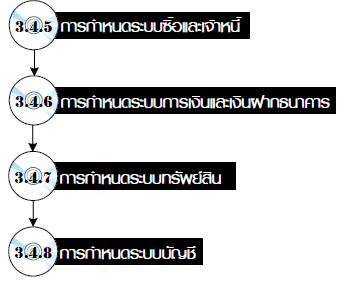 3.4.5 การกำหนดระบบซื้อและเจ้าหนี้
3.4.6 การกำหนดระบบการเงินและเงินฝากธนาคาร
3.4.7 การกำหนดระบบทรัพย์สิน
3.4.8 การกำหนดระบบบัญชี